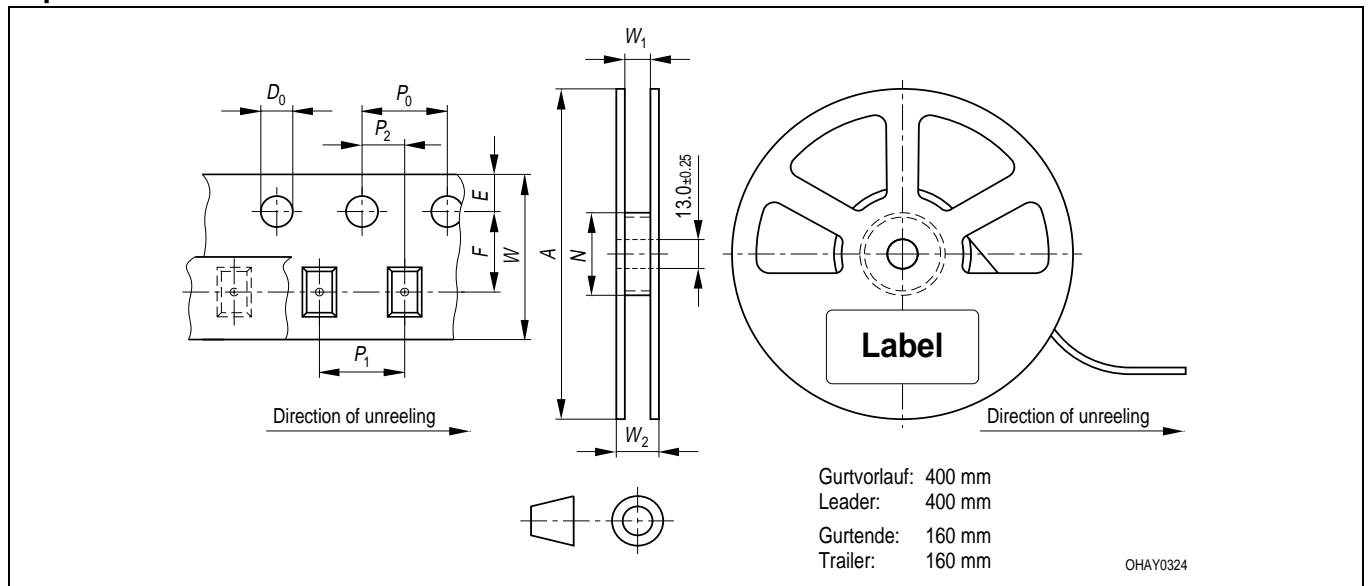 W₁
D₀
P₀
P₂
E
F
W
P₁
Direction of unreeling
A
N
13.0±0.25
W₂
Label
Direction of unreeling
Gurtvorlauf: 400 mm
Leader: 400 mm
Gurtende: 160 mm
Trailer: 160 mm
OHAY0324